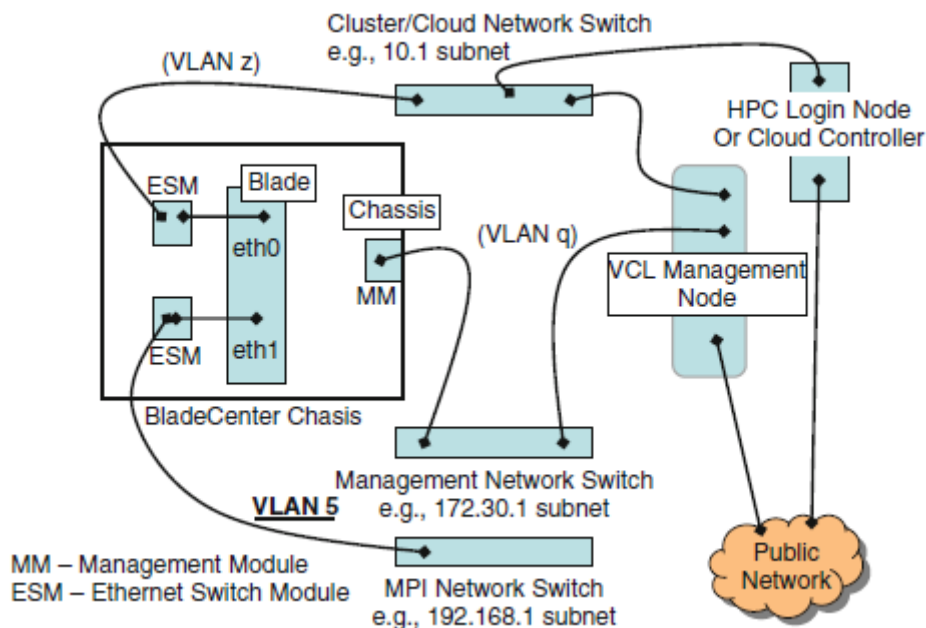 Cluster/Cloud Network Switch
e.g., 10.1 subnet
(VLAN z)
HPC Login Node
Or Cloud Controller
ESM
Blade
Chassis
eth0
(VLAN q)
MM
VCL Management
Node
ESM
eth1
BladeCenter Chasis
Management Network Switch
e.g., 172.30.1 subnet
VLAN 5
MM – Management Module
ESM – Ethernet Switch Module
MPI Network Switch
e.g., 192.168.1 subnet
Public
Network